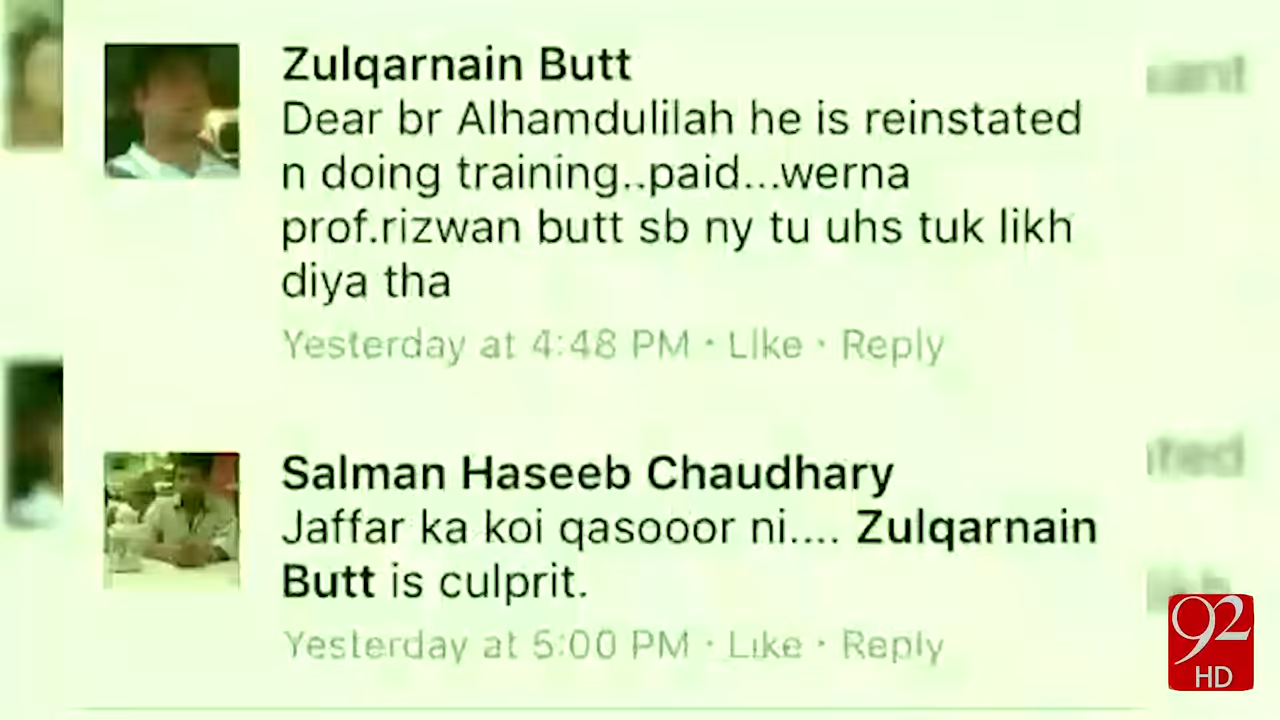 Zulqarnain Butt
Dear br Alhamdulilah he is reinstated
n doing training..paid...werna
prof.rizwan butt sb ny tu uhs tuk likh
diya tha
Yesterday at 4:48 PM · Like · Reply
Salman Haseeb Chaudhary
Jaffar ka koi qasooor ni.... Zulqarnain
Butt is culprit.
Yesterday at 5:00 PM · Like · Reply
92
HD